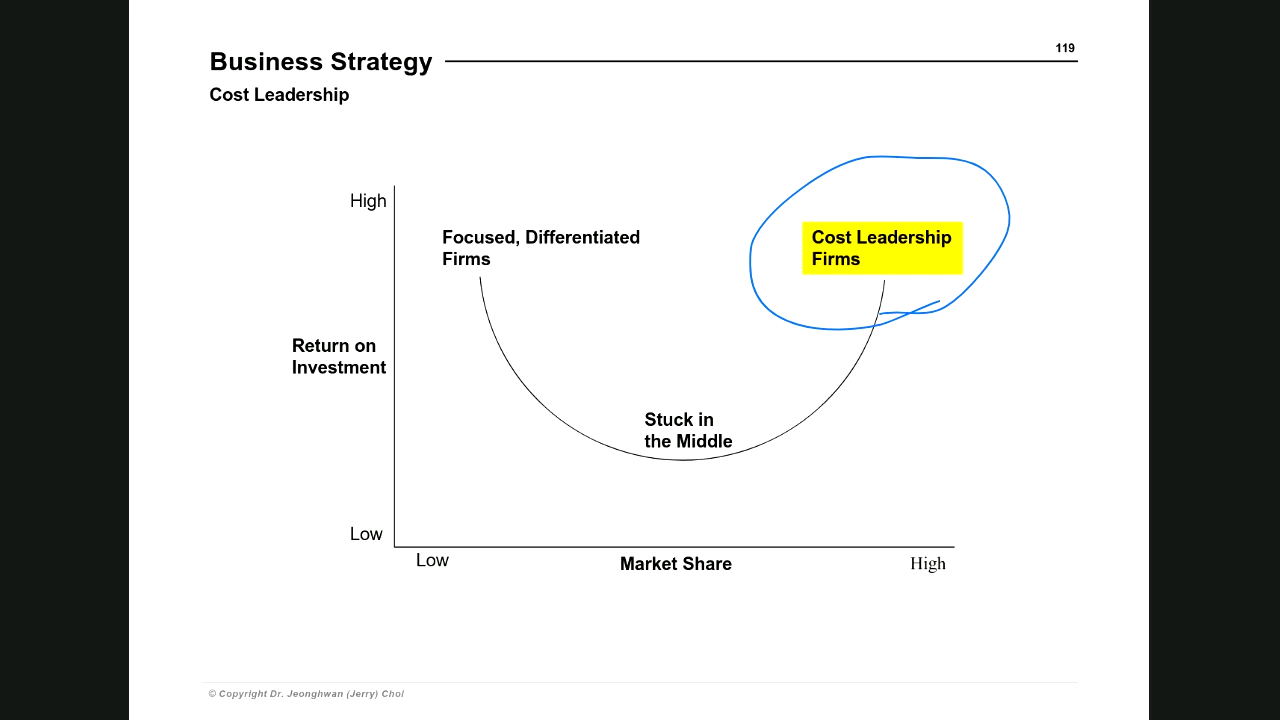 119
Business Strategy
Cost Leadership
High
Focused, Differentiated
Firms
Cost Leadership
Firms
Return on
Investment
Stuck in
the Middle
Low
Low
Market Share
High
© Copyright Dr. Jeonghwan (Jerry) Choi